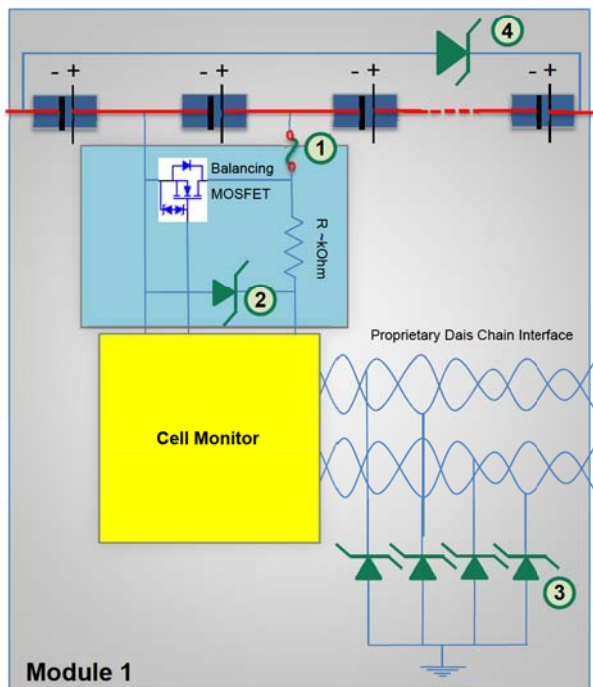 4
- +
- +
- +
- +
1
Balancing
MOSFET
R ~kOhm
2
Proprietary Dais Chain Interface
Cell Monitor
3
Module 1